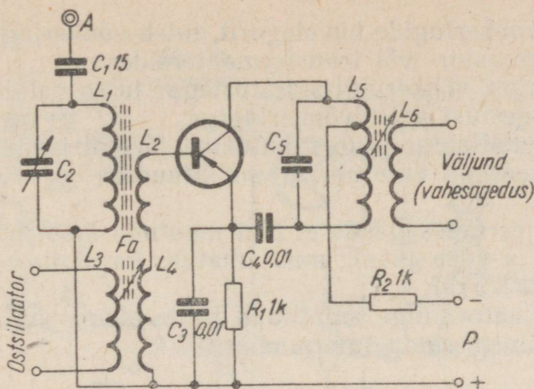 A
C₁ 15
L₁
C₂
L₂
L₅
L₆
C₅
Väljund
(vahesagedus)
Fa
C₄ 0,01
L₃
L₄
C₃ 0,01
R₁ 1k
R₂ 1k
Ostsillaator
−
P
+